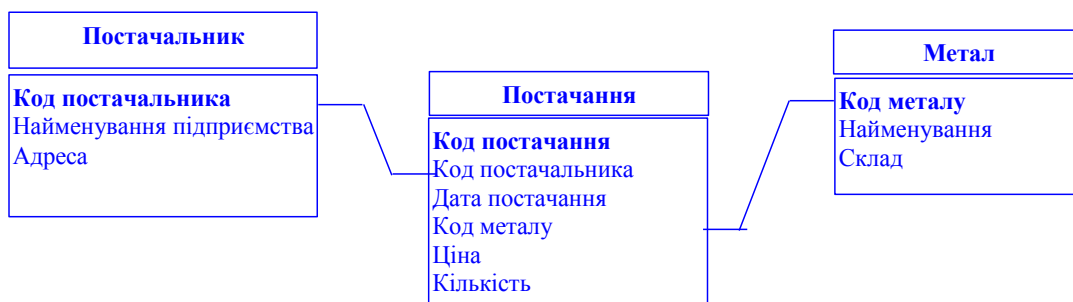 Постачальник
Код постачальника
Найменування підприємства
Адреса
Постачання
Код постачання
Код постачальника
Дата постачання
Код металу
Ціна
Кількість
Метал
Код металу
Найменування
Склад